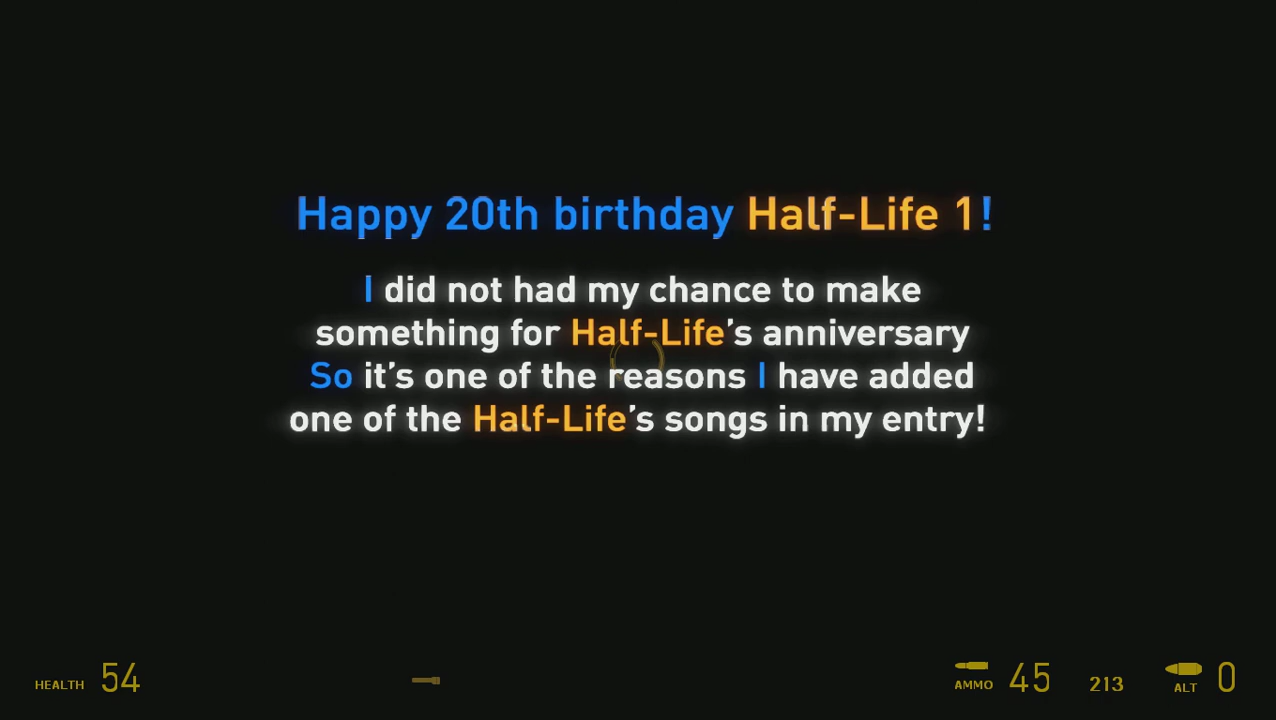 Happy 20th birthday Half-Life 1!
I did not had my chance to make
something for Half-Life's anniversary
So it's one of the reasons I have added
one of the Half-Life's songs in my entry!
HEALTH 54
AMMO 45 213 ALT 0